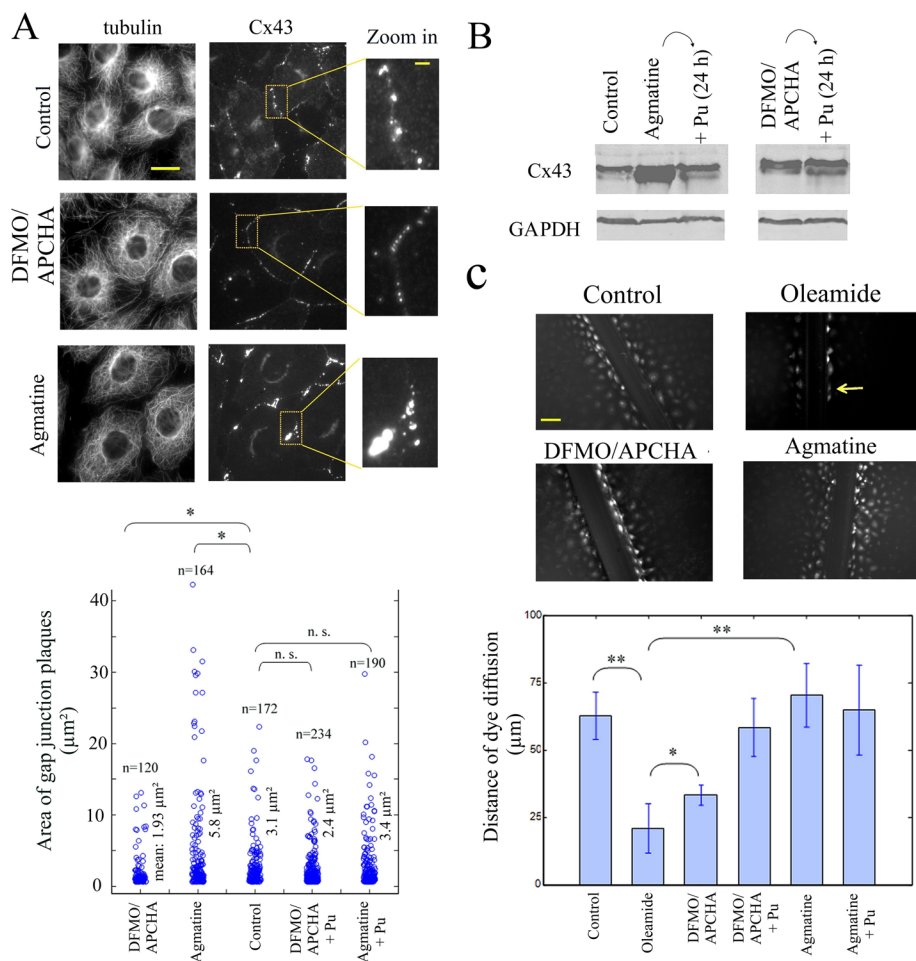 A
tubulin
Cx43
Zoom in
Control
DFMO/
APCHA
Agmatine
*
*
n=164
n. s.
n. s.
n=190
n=172
n=234
n=120
Area of gap junction plaques
(µm²)
40
30
20
10
0
mean: 1.93 µm²
5.8 µm²
3.1 µm²
2.4 µm²
3.4 µm²
DFMO/
APCHA
Agmatine
Control
DFMO/
APCHA
+ Pu
Agmatine
+ Pu
B
Control
Agmatine
+ Pu (24 h)
DFMO/
APCHA
+ Pu (24 h)
Cx43
GAPDH
C
Control
Oleamide
DFMO/APCHA
Agmatine
Distance of dye diffusion
(µm)
100
75
50
25
0
**
*
**
Control
Oleamide
DFMO/
APCHA
DFMO/
APCHA
+ Pu
Agmatine
Agmatine
+ Pu